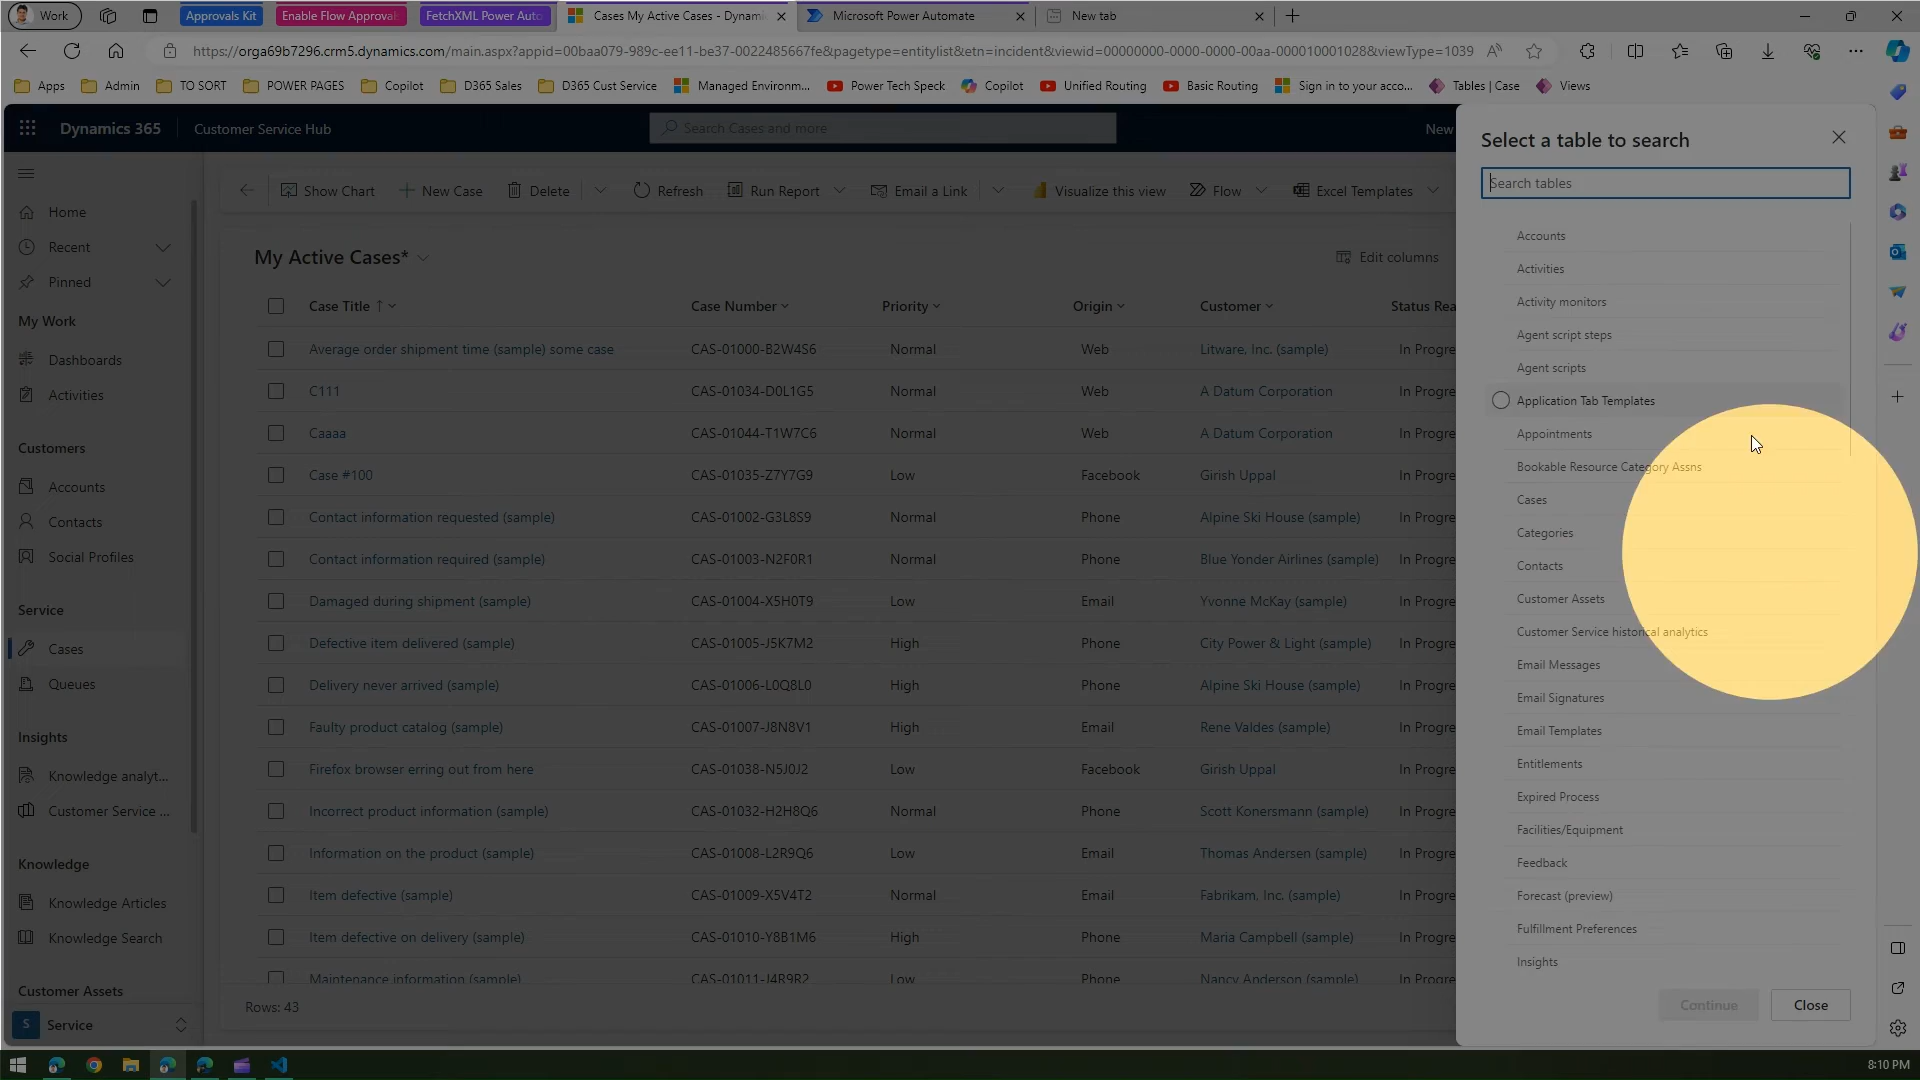 Work
Approvals Kit
Enable Flow Approval
FetchXML Power Auto
Cases My Active Cases - Dynami
Microsoft Power Automate
New tab
https://orga69b7296.crm5.dynamics.com/main.aspx?appid=00baa079-989c-ee11-be37-0022485667fe&pagetype=entitylist&etn=incident&viewid=00000000-0000-0000-00aa-000010001028&viewType=1039
Apps
Admin
TO SORT
POWER PAGES
Copilot
D365 Sales
D365 Cust Service
Managed Environm...
Power Tech Speck
Copilot
Unified Routing
Basic Routing
Sign in to your acco...
Tables | Case
Views
Dynamics 365
Customer Service Hub
Search Cases and more
New
Show Chart
New Case
Delete
Refresh
Run Report
Email a Link
Visualize this view
Flow
Excel Templates
Home
Recent
Pinned
My Work
Dashboards
Activities
Customers
Accounts
Contacts
Social Profiles
Service
Cases
Queues
Insights
Knowledge analyt...
Customer Service ...
Knowledge
Knowledge Articles
Knowledge Search
Customer Assets
S Service
My Active Cases*
Edit columns
Case Title ↑ Case Number Priority Origin Customer Status Rea
Average order shipment time (sample) some case CAS-01000-B2W4S6 Normal Web Litware, Inc. (sample) In Progre
C111 CAS-01034-D0L1G5 Normal Web A Datum Corporation In Progre
Caaaa CAS-01044-T1W7C6 Normal Web A Datum Corporation In Progre
Case #100 CAS-01035-Z7Y7G9 Low Facebook Girish Uppal In Progre
Contact information requested (sample) CAS-01002-G3L8S9 Normal Phone Alpine Ski House (sample) In Progre
Contact information required (sample) CAS-01003-N2F0R1 Normal Phone Blue Yonder Airlines (sample) In Progre
Damaged during shipment (sample) CAS-01004-X5H0T9 Low Email Yvonne McKay (sample) In Progre
Defective item delivered (sample) CAS-01005-J5K7M2 High Phone City Power & Light (sample) In Progre
Delivery never arrived (sample) CAS-01006-L0Q8L0 High Phone Alpine Ski House (sample) In Progre
Faulty product catalog (sample) CAS-01007-J8N8V1 High Email Rene Valdes (sample) In Progre
Firefox browser erring out from here CAS-01038-N5J0J2 Low Facebook Girish Uppal In Progre
Incorrect product information (sample) CAS-01032-H2H8Q6 Normal Phone Scott Konersmann (sample) In Progre
Information on the product (sample) CAS-01008-L2R9Q6 Low Email Thomas Andersen (sample) In Progre
Item defective (sample) CAS-01009-X5V4T2 Normal Email Fabrikam, Inc. (sample) In Progre
Item defective on delivery (sample) CAS-01010-Y8B1M6 High Phone Maria Campbell (sample) In Progre
Maintenance information (sample) CAS-01011-J4R9R2 Low Phone Nancy Anderson (sample) In Progre
Rows: 43
Select a table to search
Search tables
Accounts
Activities
Activity monitors
Agent script steps
Agent scripts
Application Tab Templates
Appointments
Bookable Resource Category Assns
Cases
Categories
Contacts
Customer Assets
Customer Service historical analytics
Email Messages
Email Signatures
Email Templates
Entitlements
Expired Process
Facilities/Equipment
Feedback
Forecast (preview)
Fulfillment Preferences
Insights
Continue
Close
8:10 PM